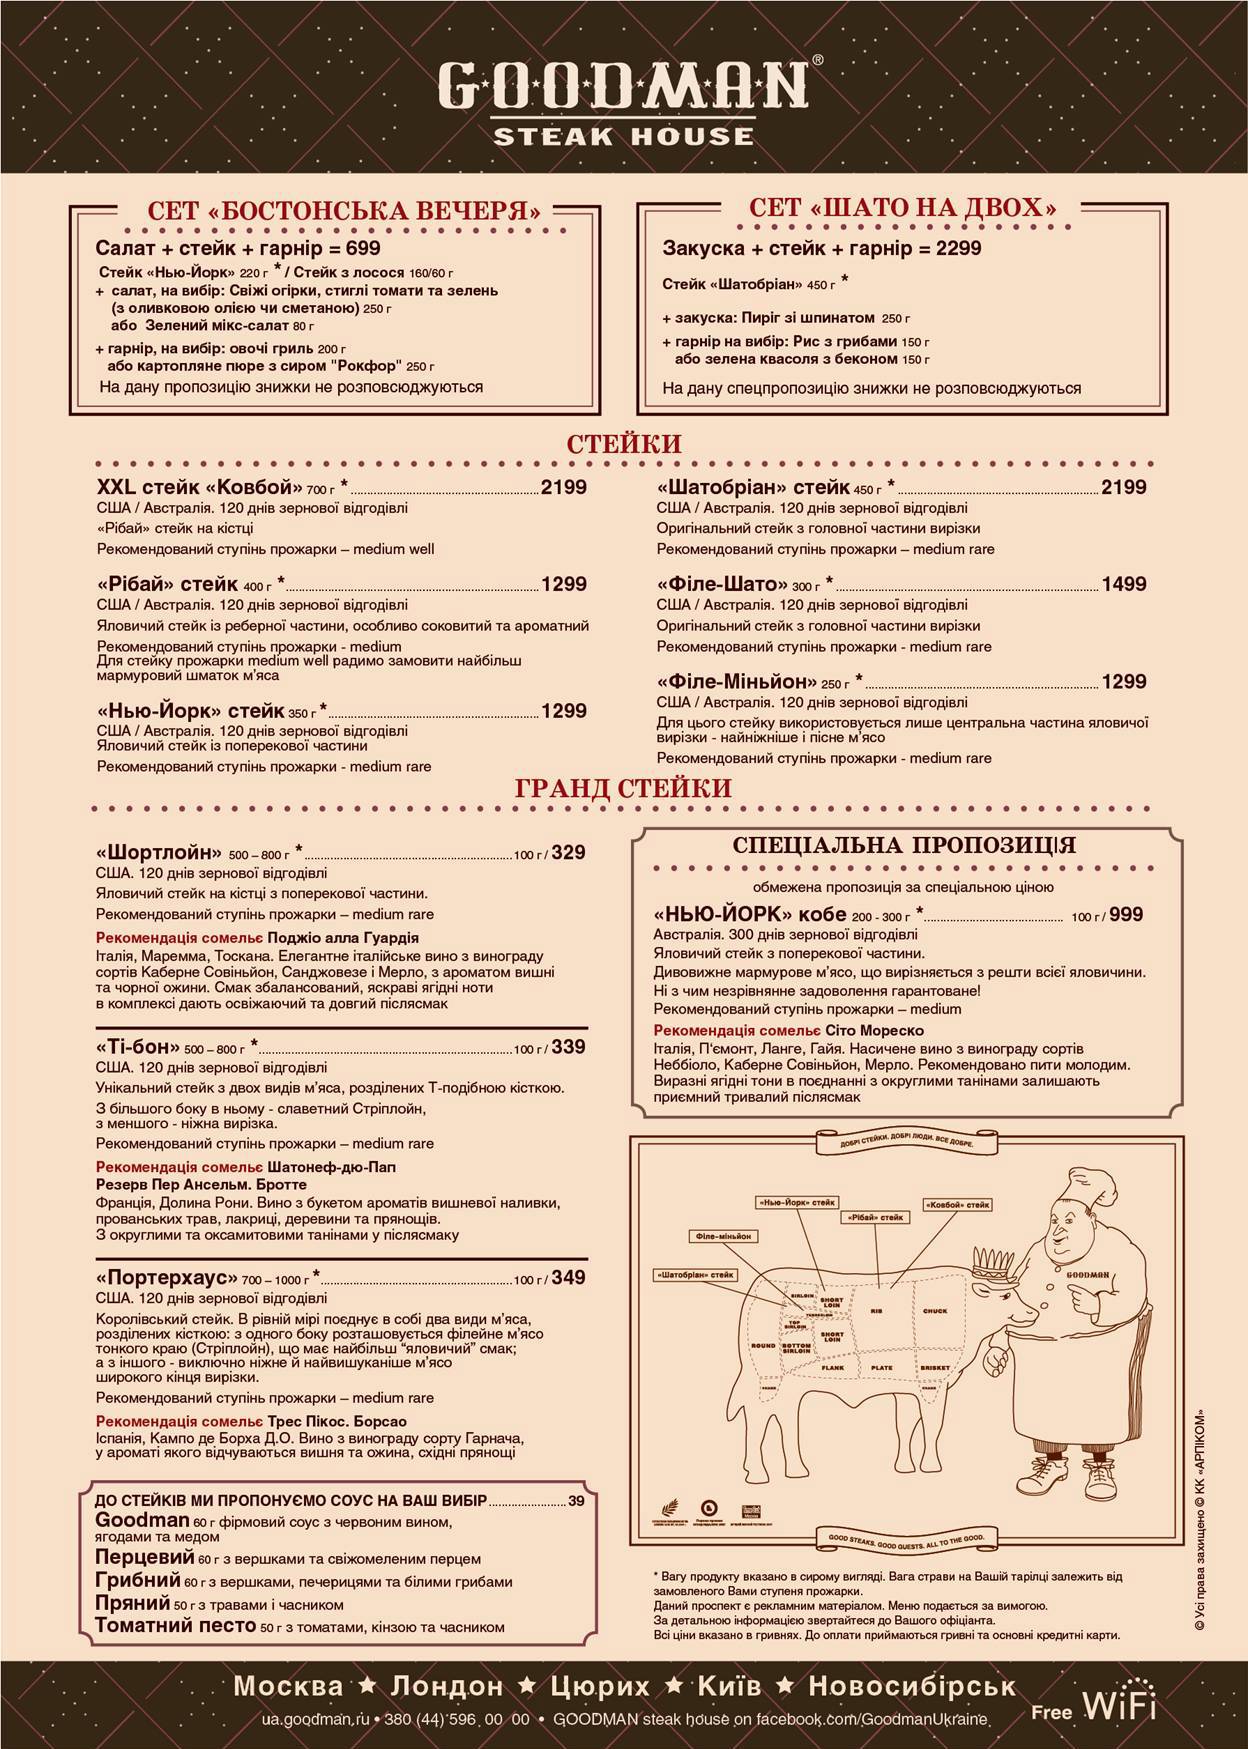 GOODMAN®
STEAK HOUSE
СЕТ «БОСТОНСЬКА ВЕЧЕРЯ»
Салат + стейк + гарнір = 699
Стейк «Нью-Йорк» 220 г * / Стейк з лосося 160/60 г
+ салат, на вибір: Свіжі огірки, стиглі томати та зелень
(з оливковою олією чи сметаною) 250 г
або Зелений мікс-салат 80 г
+ гарнір, на вибір: овочі гриль 200 г
або картопляне пюре з сиром "Рокфор" 250 г
На дану пропозицію знижки не розповсюджуються
СЕТ «ШАТО НА ДВОХ»
Закуска + стейк + гарнір = 2299
Стейк «Шатобріан» 450 г *
+ закуска: Пиріг зі шпинатом 250 г
+ гарнір на вибір: Рис з грибами 150 г
або зелена квасоля з беконом 150 г
На дану спецпропозицію знижки не розповсюджуються
СТЕЙКИ
XXL стейк «Ковбой» 700 г * 2199
США / Австралія. 120 днів зернової відгодівлі
«Рібай» стейк на кістці
Рекомендований ступінь прожарки – medium well
«Рібай» стейк 400 г * 1299
США / Австралія. 120 днів зернової відгодівлі
Яловичий стейк із реберної частини, особливо соковитий та ароматний
Рекомендований ступінь прожарки - medium
Для стейку прожарки medium well радимо замовити найбільш
мармуровий шматок м’яса
«Нью-Йорк» стейк 350 г * 1299
США / Австралія. 120 днів зернової відгодівлі
Яловичий стейк із поперекової частини
Рекомендований ступінь прожарки - medium rare
«Шатобріан» стейк 450 г * 2199
США / Австралія. 120 днів зернової відгодівлі
Оригінальний стейк з головної частини вирізки
Рекомендований ступінь прожарки – medium rare
«Філе-Шато» 300 г * 1499
США / Австралія. 120 днів зернової відгодівлі
Оригінальний стейк з головної частини вирізки
Рекомендований ступінь прожарки - medium rare
«Філе-Міньйон» 250 г * 1299
США / Австралія. 120 днів зернової відгодівлі
Для цього стейку використовується лише центральна частина яловичої
вирізки - найніжніше і пісне м’ясо
Рекомендований ступінь прожарки - medium rare
ГРАНД СТЕЙКИ
«Шортлойн» 500 – 800 г * 100 г / 329
США. 120 днів зернової відгодівлі
Яловичий стейк на кістці з поперекової частини.
Рекомендований ступінь прожарки – medium rare
Рекомендація сомельє Поджіо алла Гуардія
Італія, Маремма, Тоскана. Елегантне італійське вино з винограду
сортів Каберне Совіньйон, Санджовезе і Мерло, з ароматом вишні
та чорної ожини. Смак збалансований, яскраві ягідні ноти
в комплексі дають освіжаючий та довгий післясмак
«Ті-бон» 500 – 800 г * 100 г / 339
США. 120 днів зернової відгодівлі
Унікальний стейк з двох видів м’яса, розділених Т-подібною кісткою.
З більшого боку в ньому - славетний Стріплойн,
з меншого - ніжна вирізка.
Рекомендований ступінь прожарки – medium rare
Рекомендація сомельє Шатонеф-дю-Пап
Резерв Пер Ансельм. Бротте
Франція, Долина Рони. Вино з букетом ароматів вишневої наливки,
прованських трав, лакриці, деревини та прянощів.
З округлими та оксамитовими танінами у післясмаку
«Портерхаус» 700 – 1000 г * 100 г / 349
США. 120 днів зернової відгодівлі
Королівський стейк. В рівній мірі поєднує в собі два види м’яса,
розділених кісткою: з одного боку розташовується філейне м’ясо
тонкого краю (Стріплойн), що має найбільш “яловичий” смак;
а з іншого - виключно ніжне й найвишуканіше м’ясо
широкого кінця вирізки.
Рекомендований ступінь прожарки – medium rare
Рекомендація сомельє Трес Пікос. Борсао
Іспанія, Кампо де Борха Д.О. Вино з винограду сорту Гарнача,
у ароматі якого відчуваються вишня та ожина, східні прянощі
ДО СТЕЙКІВ МИ ПРОПОНУЄМО СОУС НА ВАШ ВИБІР 39
Goodman 60 г фірмовий соус з червоним вином,
ягодами та медом
Перцевий 60 г з вершками та свіжомеленим перцем
Грибний 60 г з вершками, печерицями та білими грибами
Пряний 50 г з травами і часником
Томатний песто 50 г з томатами, кінзою та часником
СПЕЦІАЛЬНА ПРОПОЗИЦІЯ
обмежена пропозиція за спеціальною ціною
«НЬЮ-ЙОРК» кобе 200 - 300 г * 100 г / 999
Австралія. 300 днів зернової відгодівлі
Яловичий стейк з поперекової частини.
Дивовижне мармурове м’ясо, що вирізняється з решти всієї яловичини.
Ні з чим незрівнянне задоволення гарантоване!
Рекомендований ступінь прожарки – medium
Рекомендація сомельє Сіто Мореско
Італія, П’ємонт, Ланге, Гайя. Насичене вино з винограду сортів
Неббіоло, Каберне Совіньйон, Мерло. Рекомендовано пити молодим.
Виразні ягідні тони в поєднанні з округлими танінами залишають
приємний тривалий післясмак
ДОБРІ СТЕЙКИ. ДОБРІ ЛЮДИ. ВСЕ ДОБРЕ.
«Нью-Йорк» стейк
«Рібай» стейк
«Ковбой» стейк
Філе-міньйон
«Шатобріан» стейк
GOODMAN
SIRLOIN
SHORT
LOIN
RIB
CHUCK
TOP
SIRLOIN
SHORT
LOIN
ROUND
BOTTOM
SIRLOIN
FLANK
PLATE
BRISKET
GOOD STEAKS. GOOD GUESTS. ALL TO THE GOOD.
* Вагу продукту вказано в сирому вигляді. Вага страви на Вашій тарілці залежить від
замовленого Вами ступеня прожарки.
Даний проспект є рекламним матеріалом. Меню подається за вимогою.
За детальною інформацією звертайтеся до Вашого офіціанта.
Всі ціни вказано в гривнях. До оплати приймаються гривні та основні кредитні карти.
© Усі права захищено © КК «АРПІКОМ»
Москва ★ Лондон ★ Цюрих ★ Київ ★ Новосибірськ
ua.goodman.ru • 380 (44) 596 00 00 • GOODMAN steak house on facebook.com/GoodmanUkraine
Free WiFi